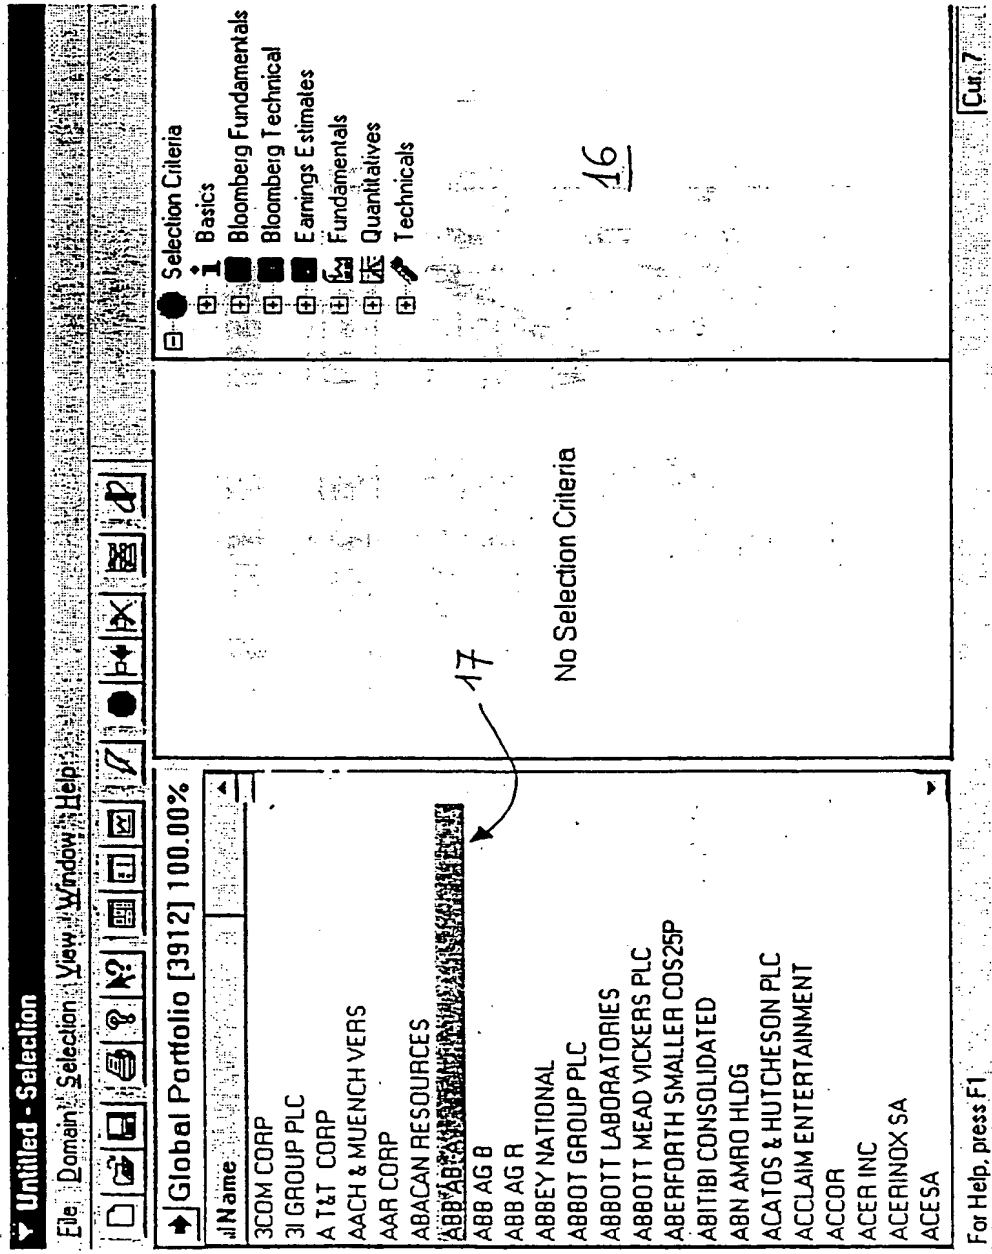 Untitled - Selection
File Domain Selection View Window Help
Global Portfolio [3912] 100.00%
Name
3COM CORP
3I GROUP PLC
A T&T CORP
AACH & MUENCH VERS
AAR CORP
ABACAN RESOURCES
ABB AG B
ABB AG R
ABBEY NATIONAL
ABBOT GROUP PLC
ABBOTT LABORATORIES
ABBOTT MEAD VICKERS PLC
ABERFORTH SMALLER COS25P
ABITIBI CONSOLIDATED
ABN AMRO HLDG
ACATOS & HUTCHESON PLC
ACCLAIM ENTERTAINMENT
ACCOR
ACER INC
ACERINOX SA
ACESA
17
No Selection Criteria
Selection Criteria
Basics
Bloomberg Fundamentals
Bloomberg Technical
Earnings Estimates
Fundamentals
Quantitatives
Technicals
16
For Help, press F1
Cur. 7